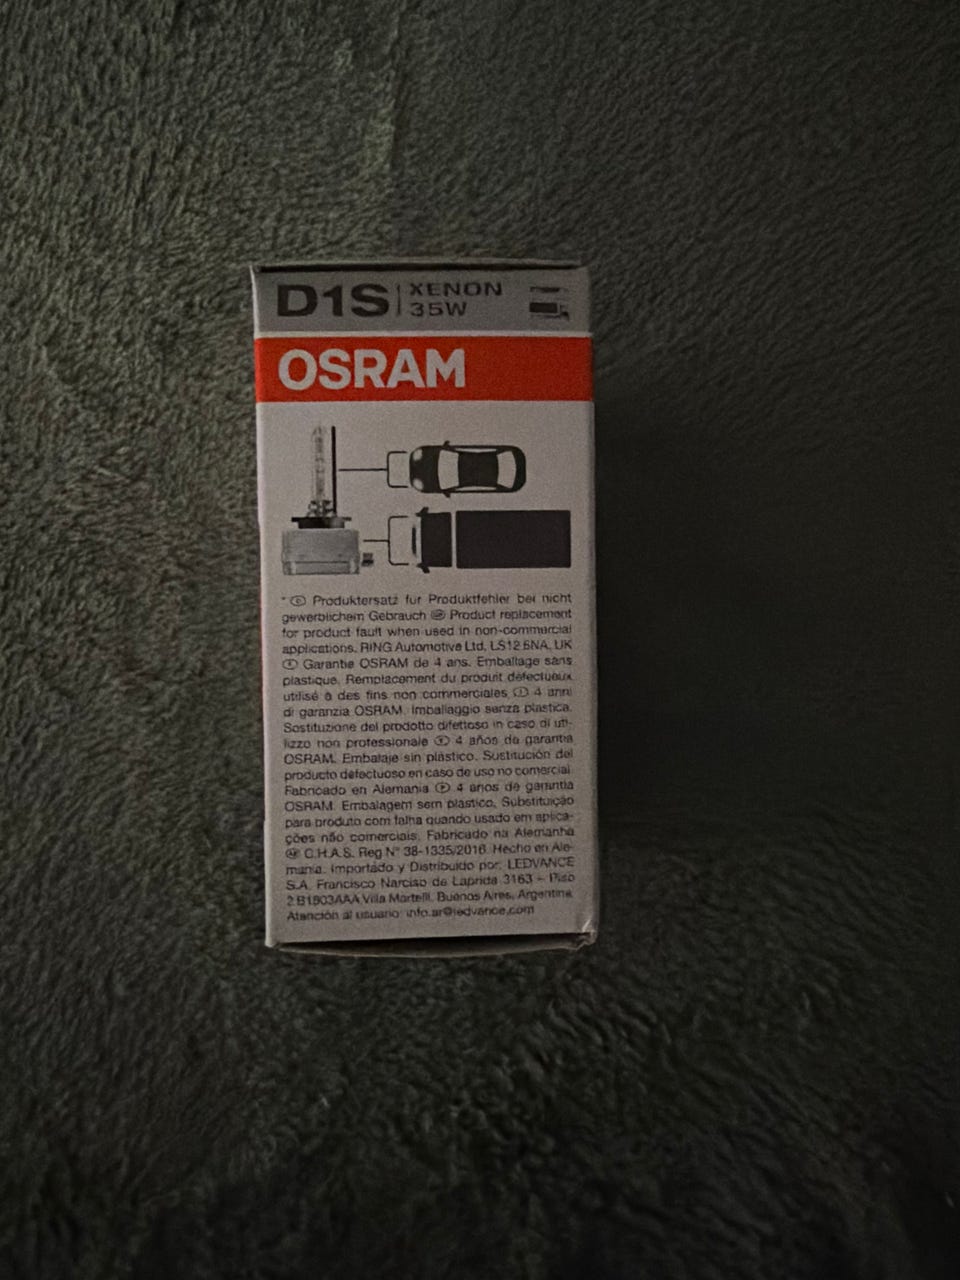 D1S XENON
35W
OSRAM
* (D) Produktersatz für Produktfehler bei nicht
gewerblichem Gebrauch (GB) Product replacement
for product fault when used in non-commercial
applications. RING Automotive Ltd, LS12 6NA, UK
(F) Garantie OSRAM de 4 ans. Emballage sans
plastique. Remplacement du produit défectueux
utilisé à des fins non commerciales (I) 4 anni
di garanzia OSRAM. Imballaggio senza plastica.
Sostituzione del prodotto difettoso in caso di uti-
lizzo non professionale (E) 4 años de garantía
OSRAM. Embalaje sin plástico. Sustitución del
producto defectuoso en caso de uso no comercial.
Fabricado en Alemania (P) 4 anos de garantia
OSRAM. Embalagem sem plástico. Substituição
para produto com falha quando usado em aplica-
ções não comerciais. Fabricado na Alemanha
C.H.A.S. Reg N° 38-1335/2016 Hecho en Ale-
mania. Importado y Distribuido por: LEDVANCE
S.A. Francisco Narciso de Laprida 3163 – Piso
2 B1603AAA Villa Martelli, Buenos Aires, Argentina
Atención al usuario: info.ar@ledvance.com